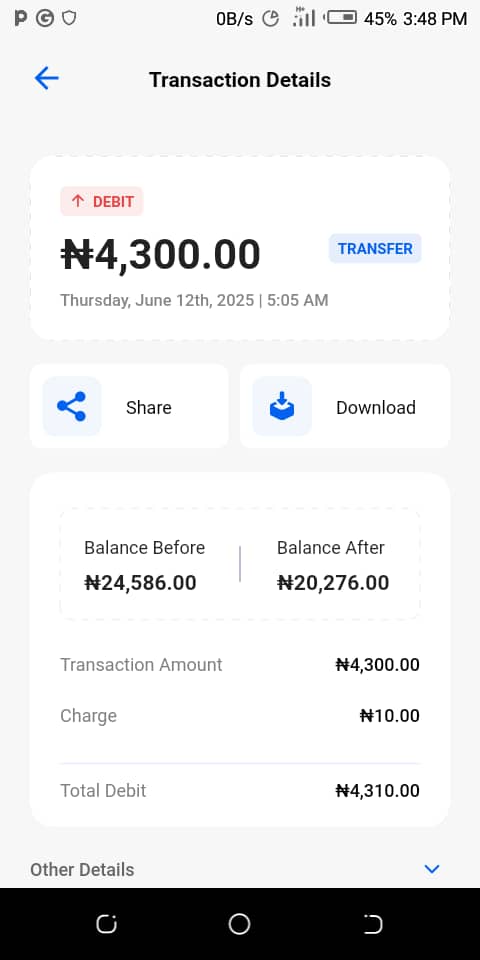 0B/s H+ 45% 3:48 PM
Transaction Details
DEBIT
₦4,300.00
TRANSFER
Thursday, June 12th, 2025 | 5:05 AM
Share
Download
Balance Before
Balance After
₦24,586.00
₦20,276.00
Transaction Amount ₦4,300.00
Charge ₦10.00
Total Debit ₦4,310.00
Other Details